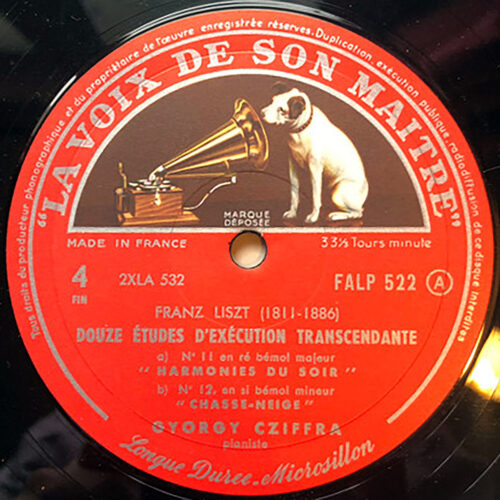 Tous droits du producteur phonographique et du propriétaire de l'œuvre enregistrée réservés. Duplication, exécution publique radiodiffusion de ce disque interdites
"LA VOIX DE SON MAITRE"
MARQUE
DÉPOSÉE
MADE IN FRANCE
33⅓ Tours minute
4
FIN
2XLA 532
FALP 522 A
FRANZ LISZT (1811-1886)
DOUZE ÉTUDES D'EXÉCUTION TRANSCENDANTE
a) N° 11 en ré bémol majeur
"HARMONIES DU SOIR"
b) N° 12, en si bémol mineur
"CHASSE-NEIGE"
GYORGY CZIFFRA
pianiste
Longue Durée-Microsillon